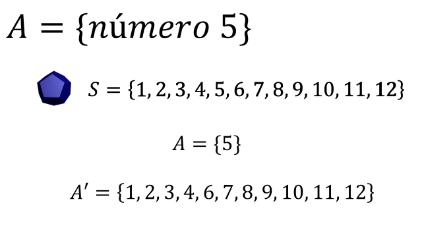 A = {número 5}
S = {1, 2, 3, 4, 5, 6, 7, 8, 9, 10, 11, 12}
A = {5}
A′ = {1, 2, 3, 4, 6, 7, 8, 9, 10, 11, 12}